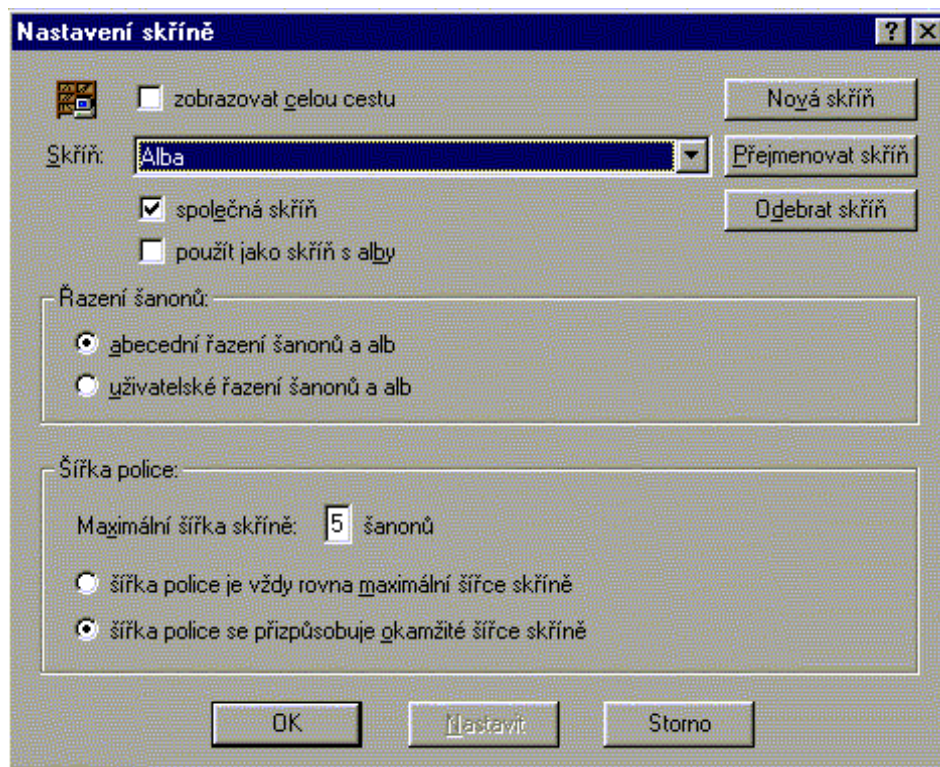 Nastavení skříně
zobrazovat celou cestu
Nová skříň
Skříň: Alba
Přejmenovat skříň
společná skříň
Odebrat skříň
použít jako skříň s alby
Řazení šanonů:
abecední řazení šanonů a alb
uživatelské řazení šanonů a alb
Šířka police:
Maximální šířka skříně: 5 šanonů
šířka police je vždy rovna maximální šířce skříně
šířka police se přizpůsobuje okamžité šířce skříně
OK Nastavit Storno